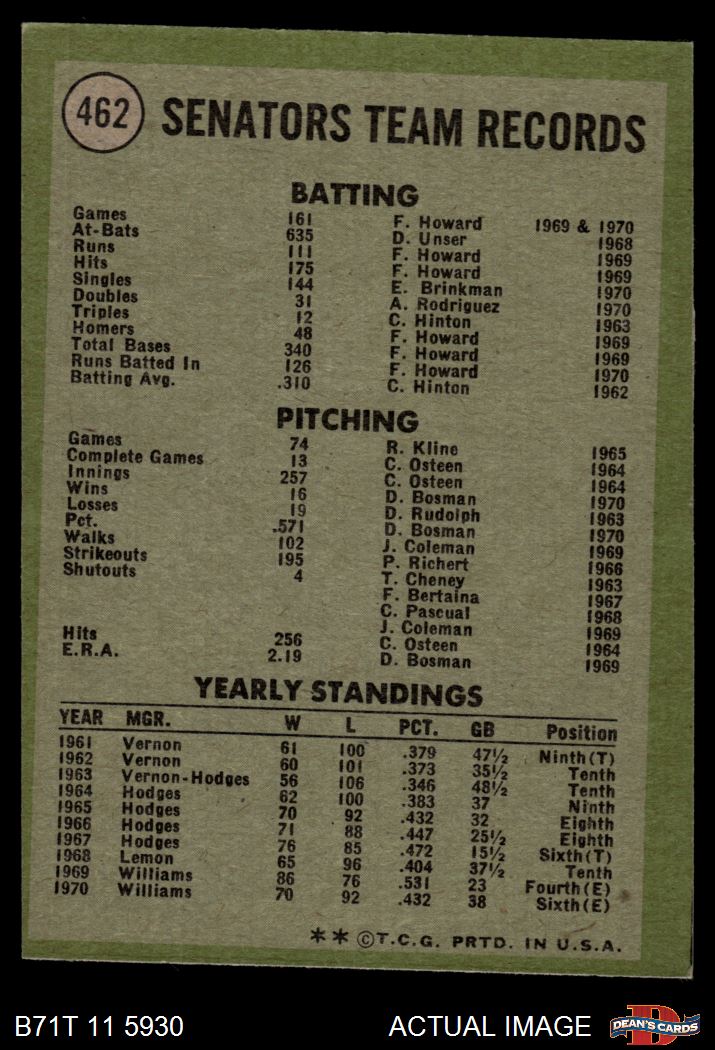 462 SENATORS TEAM RECORDS
BATTING
Games 161 F. Howard 1969 & 1970
At-Bats 635 D. Unser 1968
Runs 111 F. Howard 1969
Hits 175 F. Howard 1969
Singles 144 E. Brinkman 1970
Doubles 31 A. Rodriguez 1970
Triples 12 C. Hinton 1963
Homers 48 F. Howard 1969
Total Bases 340 F. Howard 1969
Runs Batted In 126 F. Howard 1970
Batting Avg. .310 C. Hinton 1962
PITCHING
Games 74 R. Kline 1965
Complete Games 13 C. Osteen 1964
Innings 257 C. Osteen 1964
Wins 16 D. Bosman 1970
Losses 19 D. Rudolph 1963
Pct. .571 D. Bosman 1970
Walks 102 J. Coleman 1969
Strikeouts 195 P. Richert 1966
Shutouts 4 T. Cheney 1963
F. Bertaina 1967
C. Pascual 1968
J. Coleman 1969
Hits 256 C. Osteen 1964
E.R.A. 2.19 D. Bosman 1969
YEARLY STANDINGS
YEAR MGR. W L PCT. GB Position
1961 Vernon 61 100 .379 47½ Ninth(T)
1962 Vernon 60 101 .373 35½ Tenth
1963 Vernon-Hodges 56 106 .346 48½ Tenth
1964 Hodges 62 100 .383 37 Ninth
1965 Hodges 70 92 .432 32 Eighth
1966 Hodges 71 88 .447 25½ Eighth
1967 Hodges 76 85 .472 15½ Sixth(T)
1968 Lemon 65 96 .404 37½ Tenth
1969 Williams 86 76 .531 23 Fourth(E)
1970 Williams 70 92 .432 38 Sixth(E)
** ©T.C.G. PRTD. IN U.S.A.
B71T 11 5930 ACTUAL IMAGE D DEAN'S CARDS